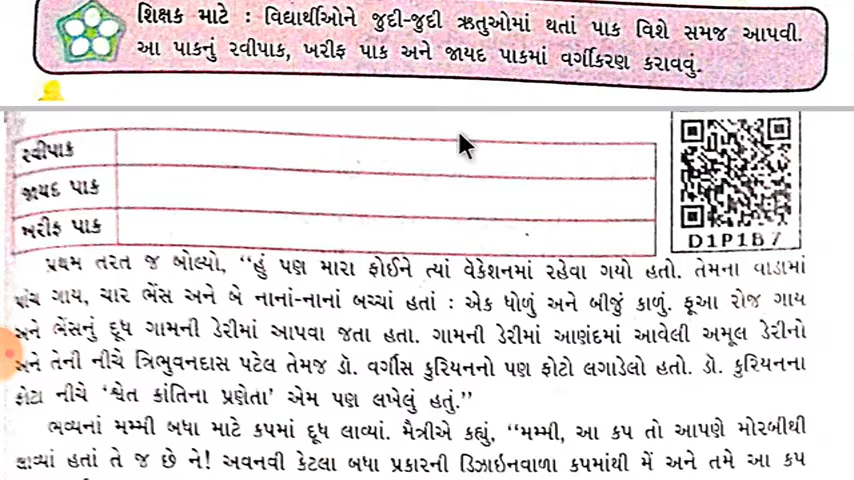 શિક્ષક માટે : વિદ્યાર્થીઓને જુદી-જુદી ઋતુઓમાં થતાં પાક વિશે સમજ આપવી.
આ પાકનું રવીપાક, ખરીફ પાક અને જાયદ પાકમાં વર્ગીકરણ કરાવવું.
રવીપાક
જાયદ પાક
ખરીફ પાક
D1P1B7
પ્રથમ તરત જ બોલ્યો, “હું પણ મારા ફોઈને ત્યાં વેકેશનમાં રહેવા ગયો હતો. તેમના વાડામાં
પાંચ ગાય, ચાર ભેંસ અને બે નાનાં-નાનાં બચ્ચાં હતાં : એક ધોળું અને બીજું કાળું. ફૂઆ રોજ ગાય
અને ભેંસનું દૂધ ગામની ડેરીમાં આપવા જતા હતા. ગામની ડેરીમાં આણંદમાં આવેલી અમૂલ ડેરીનો
અને તેની નીચે ત્રિભુવનદાસ પટેલ તેમજ ડૉ. વર્ગીસ કુરિયનનો પણ ફોટો લગાડેલો હતો. ડૉ. કુરિયનના
ફોટા નીચે ‘શ્વેત ક્રાંતિના પ્રણેતા’ એમ પણ લખેલું હતું.”
ભવ્યનાં મમ્મી બધા માટે કપમાં દૂધ લાવ્યાં. મૈત્રીએ કહ્યું, “મમ્મી, આ કપ તો આપણે મોરબીથી
લાવ્યાં હતાં તે જ છે ને! અવનવી કેટલા બધા પ્રકારની ડિઝાઇનવાળા કપમાંથી મેં અને તમે આ કપ